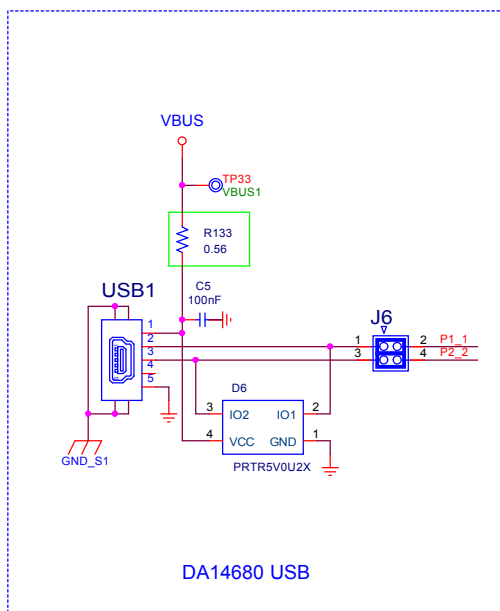 VBUS
TP33
VBUS1
R133
0.56
C5
100nF
USB1
1
2
3
4
5
J6
1 2 P1_1
3 4 P2_2
D6
3 IO2 IO1 2
4 VCC GND 1
PRTR5V0U2X
GND_S1
DA14680 USB